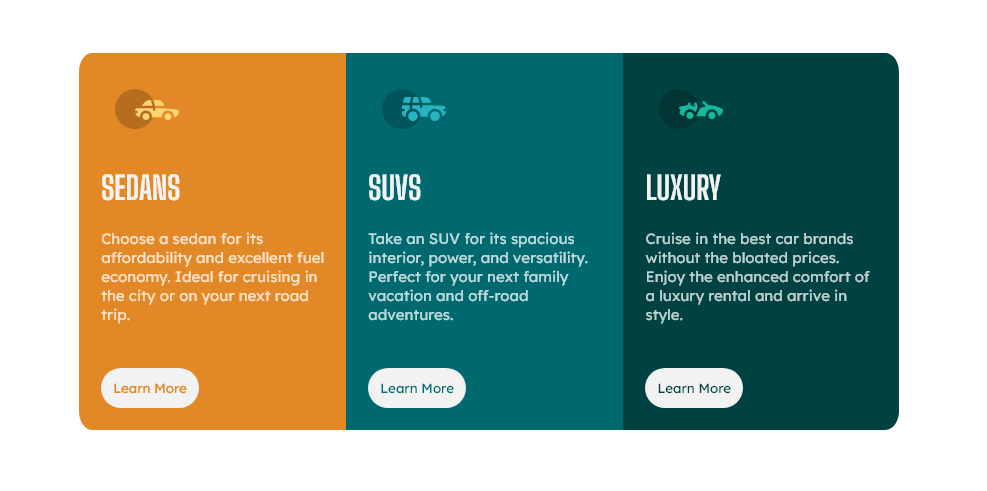 SEDANS
Choose a sedan for its
affordability and excellent fuel
economy. Ideal for cruising in
the city or on your next road
trip.
Learn More
SUVS
Take an SUV for its spacious
interior, power, and versatility.
Perfect for your next family
vacation and off-road
adventures.
Learn More
LUXURY
Cruise in the best car brands
without the bloated prices.
Enjoy the enhanced comfort of
a luxury rental and arrive in
style.
Learn More